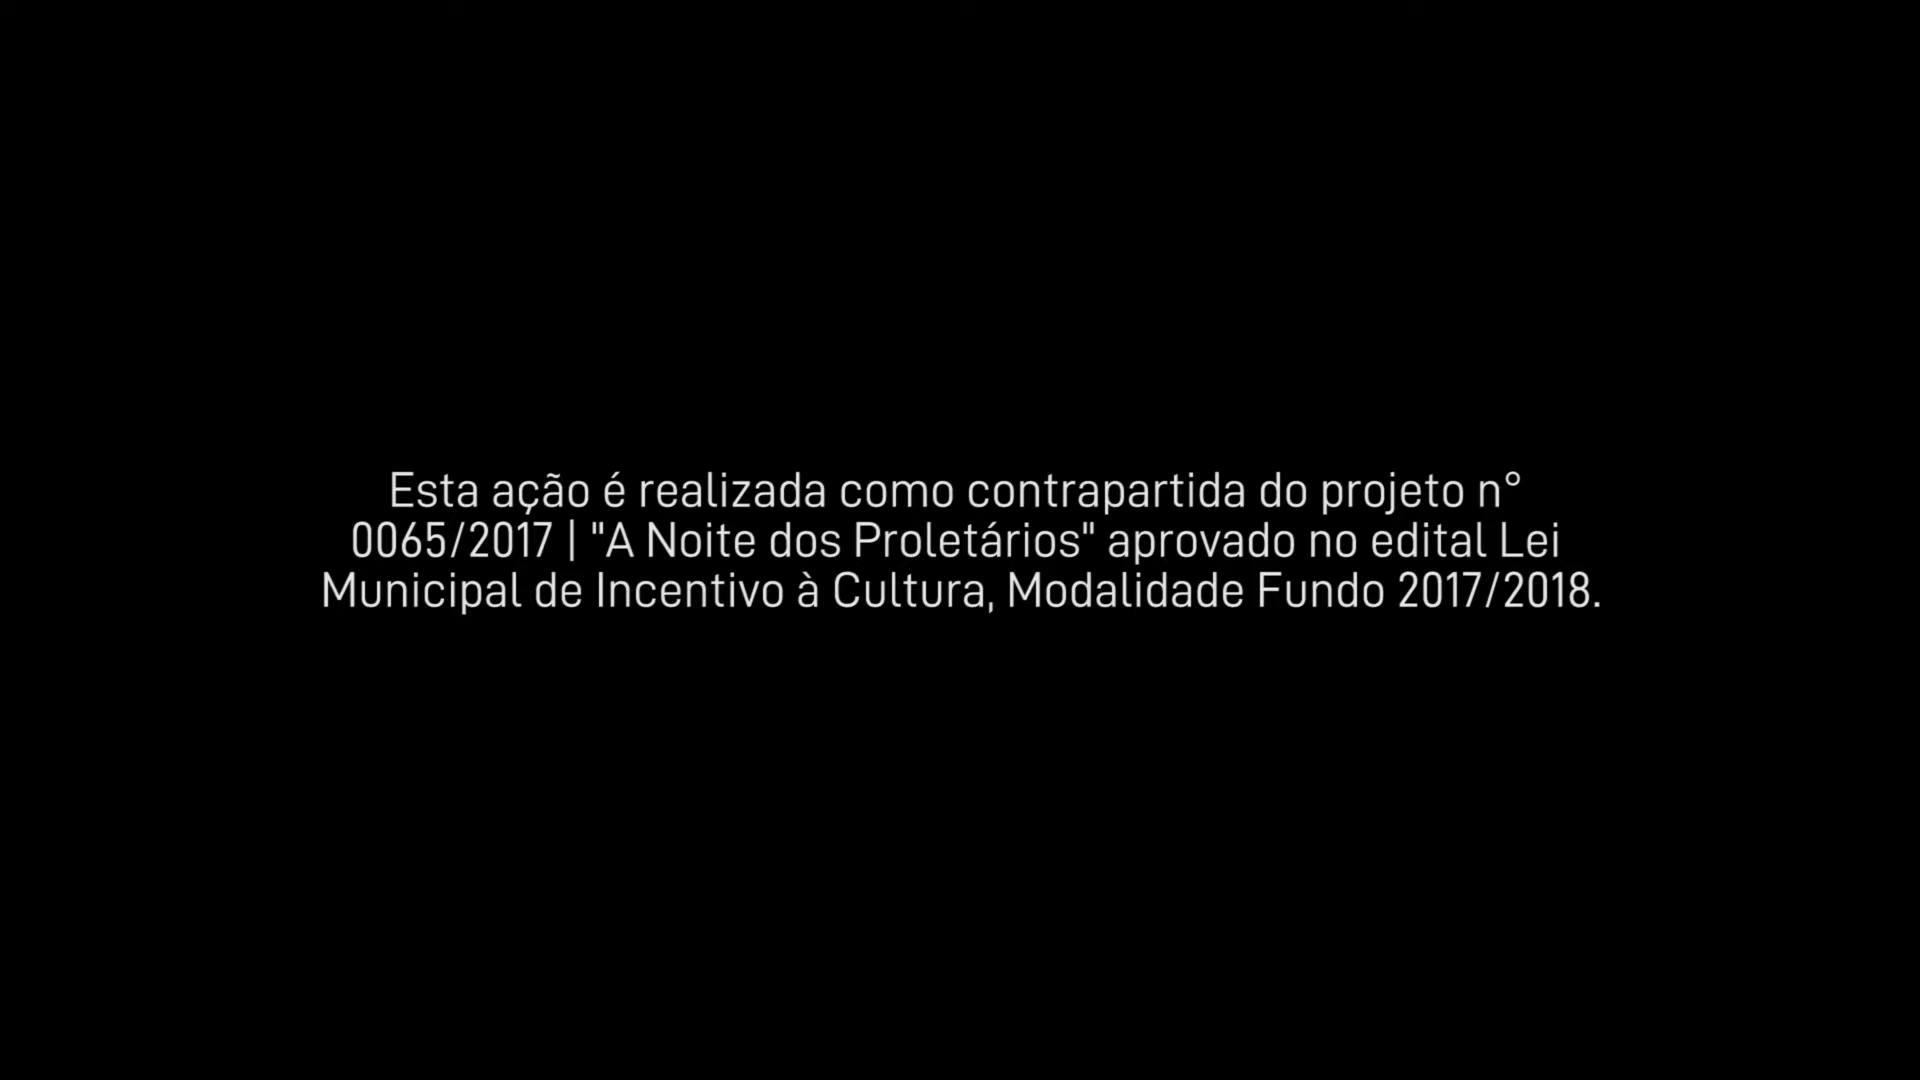 Esta ação é realizada como contrapartida do projeto n°
0065/2017 | "A Noite dos Proletários" aprovado no edital Lei
Municipal de Incentivo à Cultura, Modalidade Fundo 2017/2018.